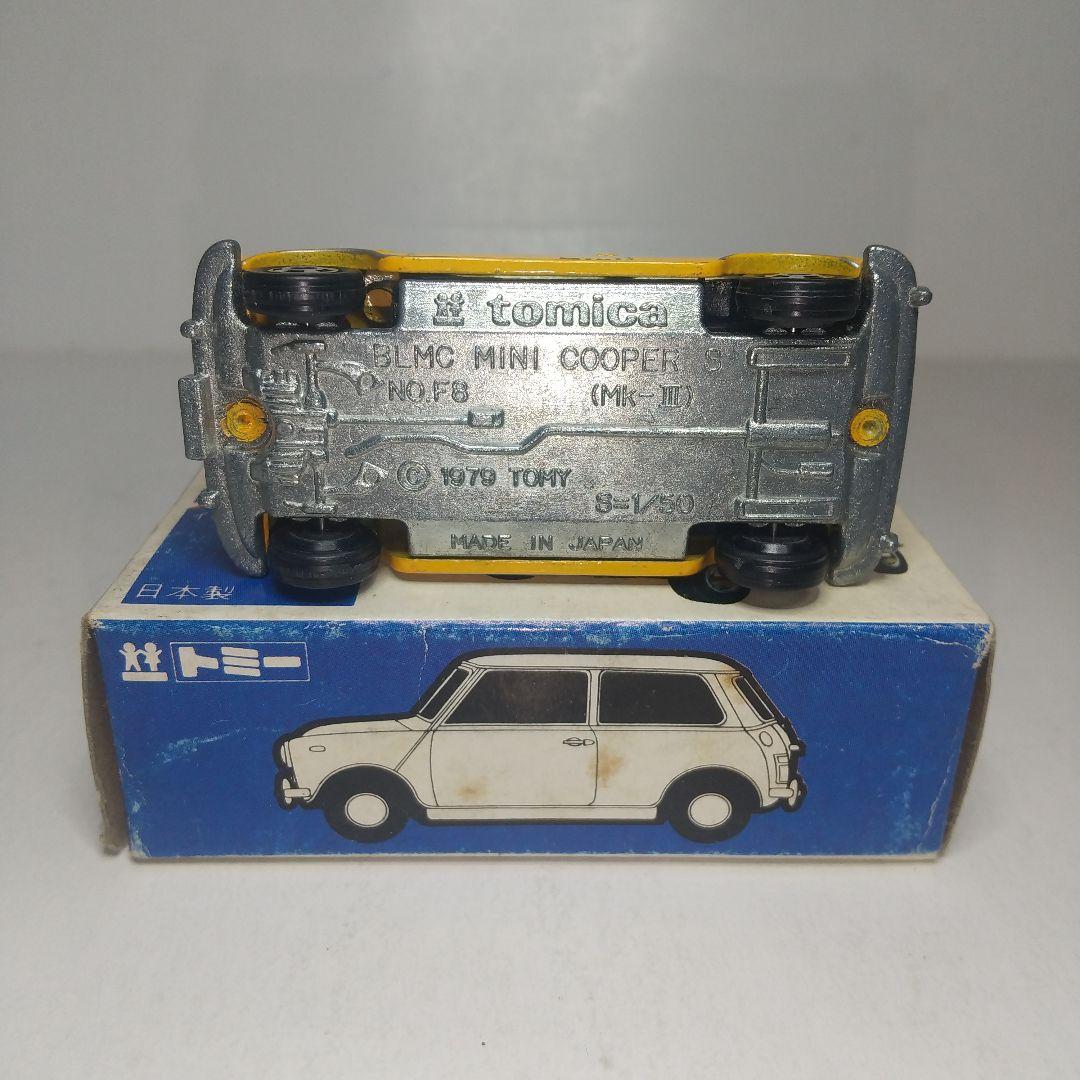 tomica
BLMC MINI COOPER S
NO.F8 (Mk-III)
© 1979 TOMY
S=1/50
MADE IN JAPAN
日本製
トミー